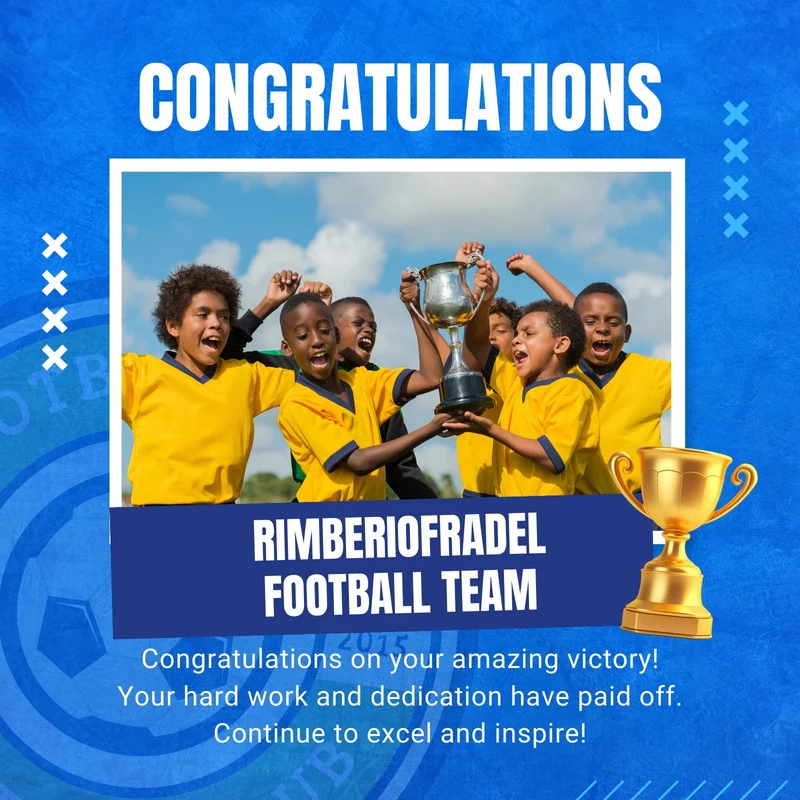 CONGRATULATIONS
RIMBERIOFRADEL
FOOTBALL TEAM
2015
Congratulations on your amazing victory!
Your hard work and dedication have paid off.
Continue to excel and inspire!